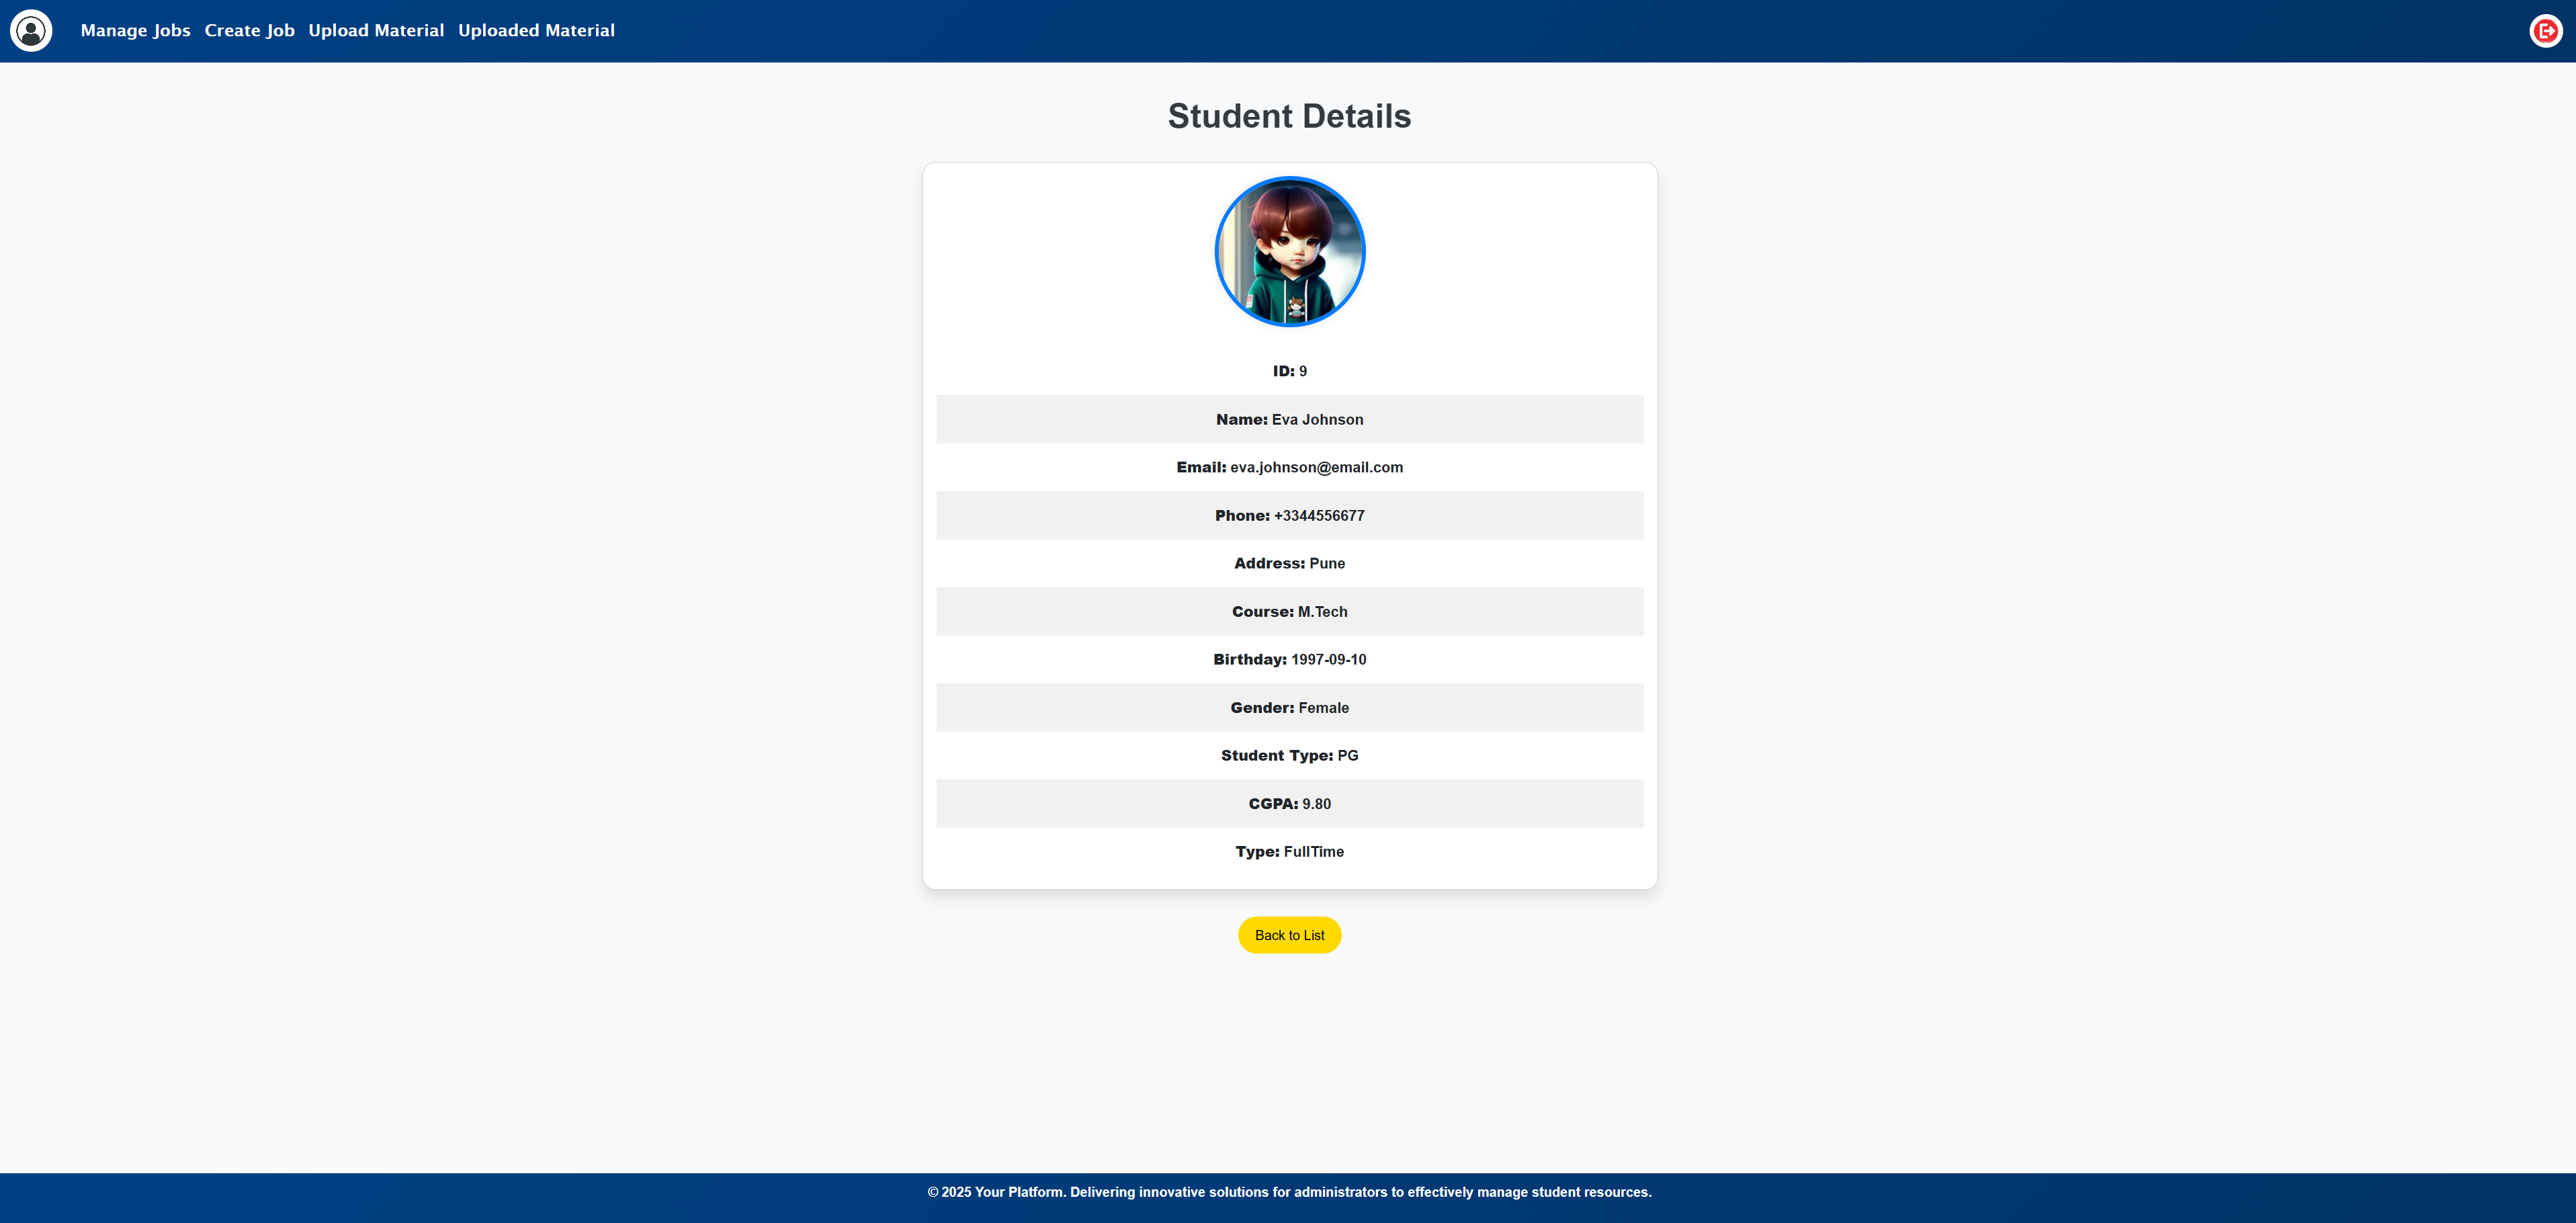 Manage Jobs Create Job Upload Material Uploaded Material
Student Details
ID: 9
Name: Eva Johnson
Email: eva.johnson@email.com
Phone: +3344556677
Address: Pune
Course: M.Tech
Birthday: 1997-09-10
Gender: Female
Student Type: PG
CGPA: 9.80
Type: FullTime
Back to List
© 2025 Your Platform. Delivering innovative solutions for administrators to effectively manage student resources.